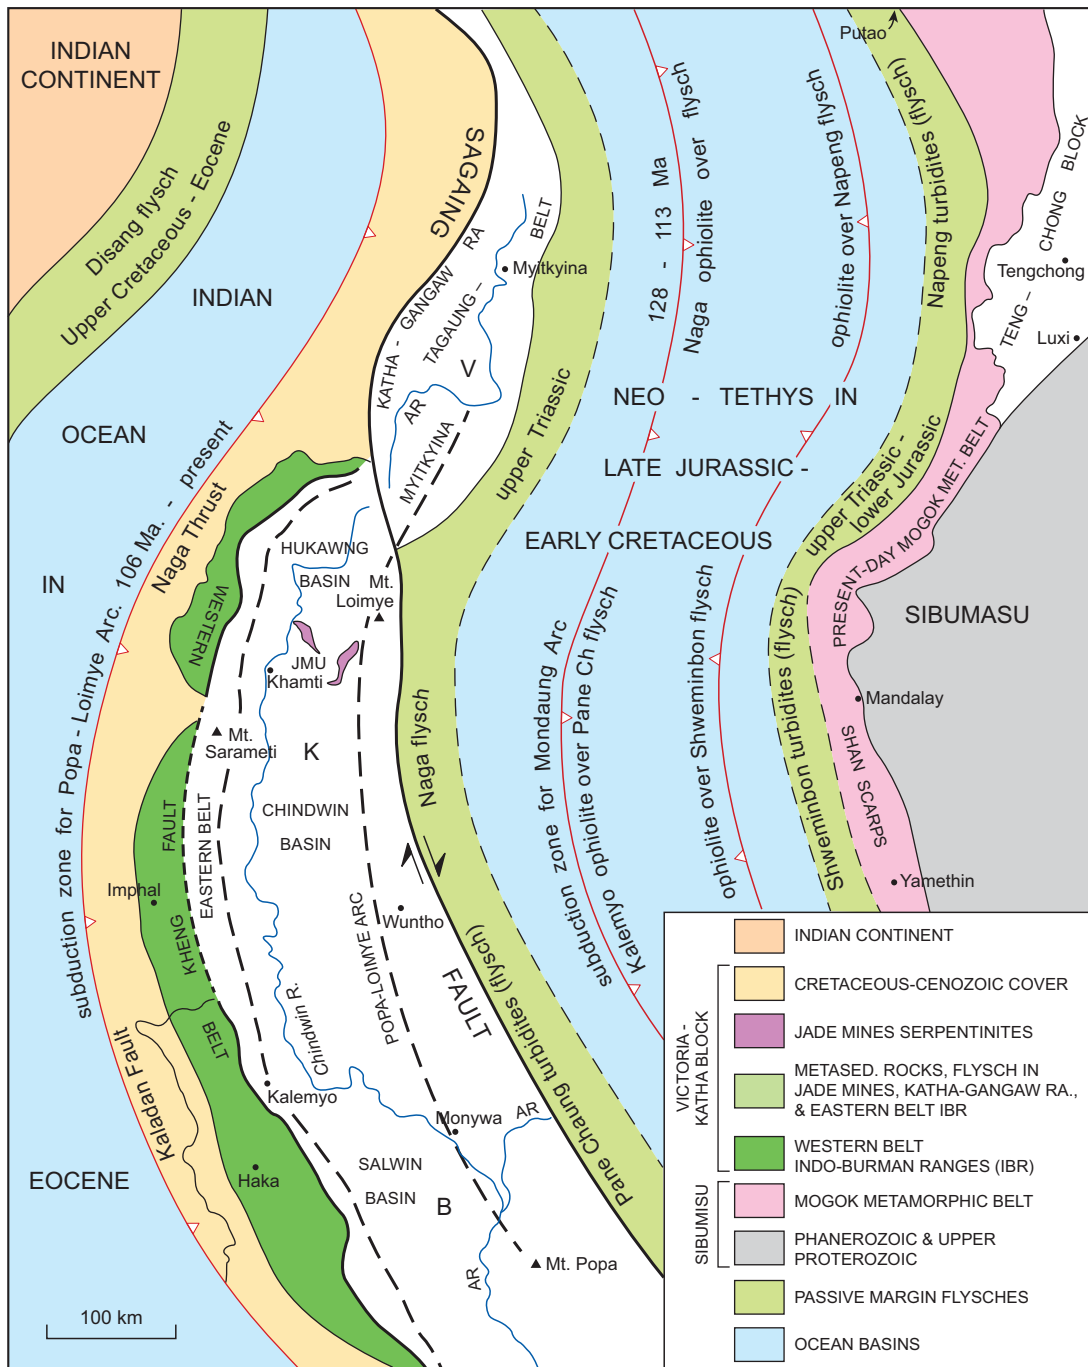 INDIAN
CONTINENT
Disang flysch
Upper Cretaceous - Eocene
INDIAN
OCEAN
IN
EOCENE
subduction zone for Popa - Loimye Arc. 106 Ma. - present
Naga Thrust
Kaladan Fault
SAGAING
FAULT
KATHA - GANGAW RA
TAGAUNG –
MYITKYINA
BELT
Myitkyina
V
AR
HUKAWNG
BASIN
Mt.
Loimye
JMU
Khamti
WESTERN
Mt.
Sarameti
K
CHINDWIN
BASIN
EASTERN BELT
FAULT
KHENG
BELT
Imphal
POPA-LOIMYE ARC
Wuntho
Chindwin R.
Kalemyo
Monywa
AR
SALWIN
BASIN
B
Haka
AR
Mt. Popa
100 km
upper Triassic
Naga flysch
Pane Chaung turbidites (flysch)
128 - 113 Ma
Naga ophiolite over flysch
ophiolite over Napeng flysch
NEO - TETHYS IN
LATE JURASSIC -
EARLY CRETACEOUS
subduction zone for Mondaung Arc
Kalemyo ophiolite over Pane Ch flysch
ophiolite over Shweminbon flysch
Napeng turbidites (flysch)
upper Triassic -
lower Jurassic
Shweminbon turbidites (flysch)
Putao
TENG – CHONG BLOCK
Tengchong
Luxi
PRESENT-DAY MOGOK MET. BELT
SIBUMASU
Mandalay
SHAN SCARPS
Yamethin
INDIAN CONTINENT
VICTORIA -
KATHA BLOCK
CRETACEOUS-CENOZOIC COVER
JADE MINES SERPENTINITES
METASED. ROCKS, FLYSCH IN
JADE MINES, KATHA-GANGAW RA.,
& EASTERN BELT IBR
WESTERN BELT
INDO-BURMAN RANGES (IBR)
SIBUMISU
MOGOK METAMORPHIC BELT
PHANEROZOIC & UPPER
PROTEROZOIC
PASSIVE MARGIN FLYSCHES
OCEAN BASINS